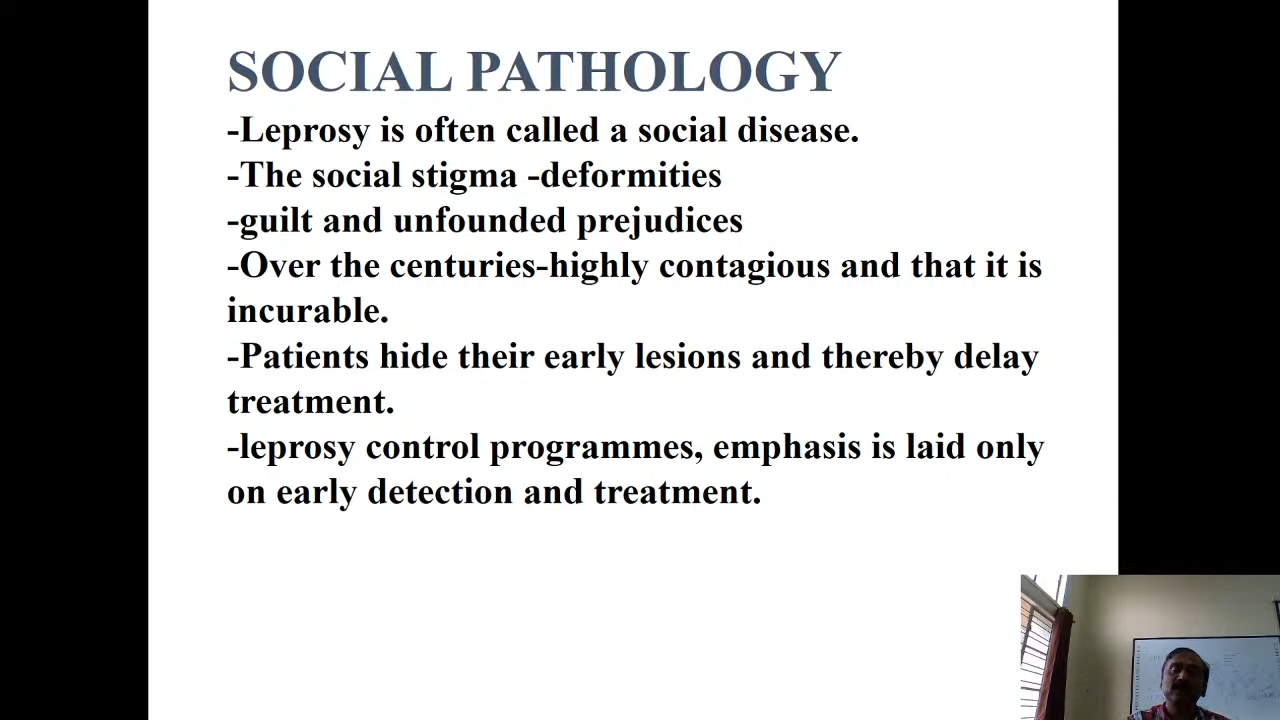 SOCIAL PATHOLOGY
-Leprosy is often called a social disease.
-The social stigma -deformities
-guilt and unfounded prejudices
-Over the centuries-highly contagious and that it is
incurable.
-Patients hide their early lesions and thereby delay
treatment.
-leprosy control programmes, emphasis is laid only
on early detection and treatment.